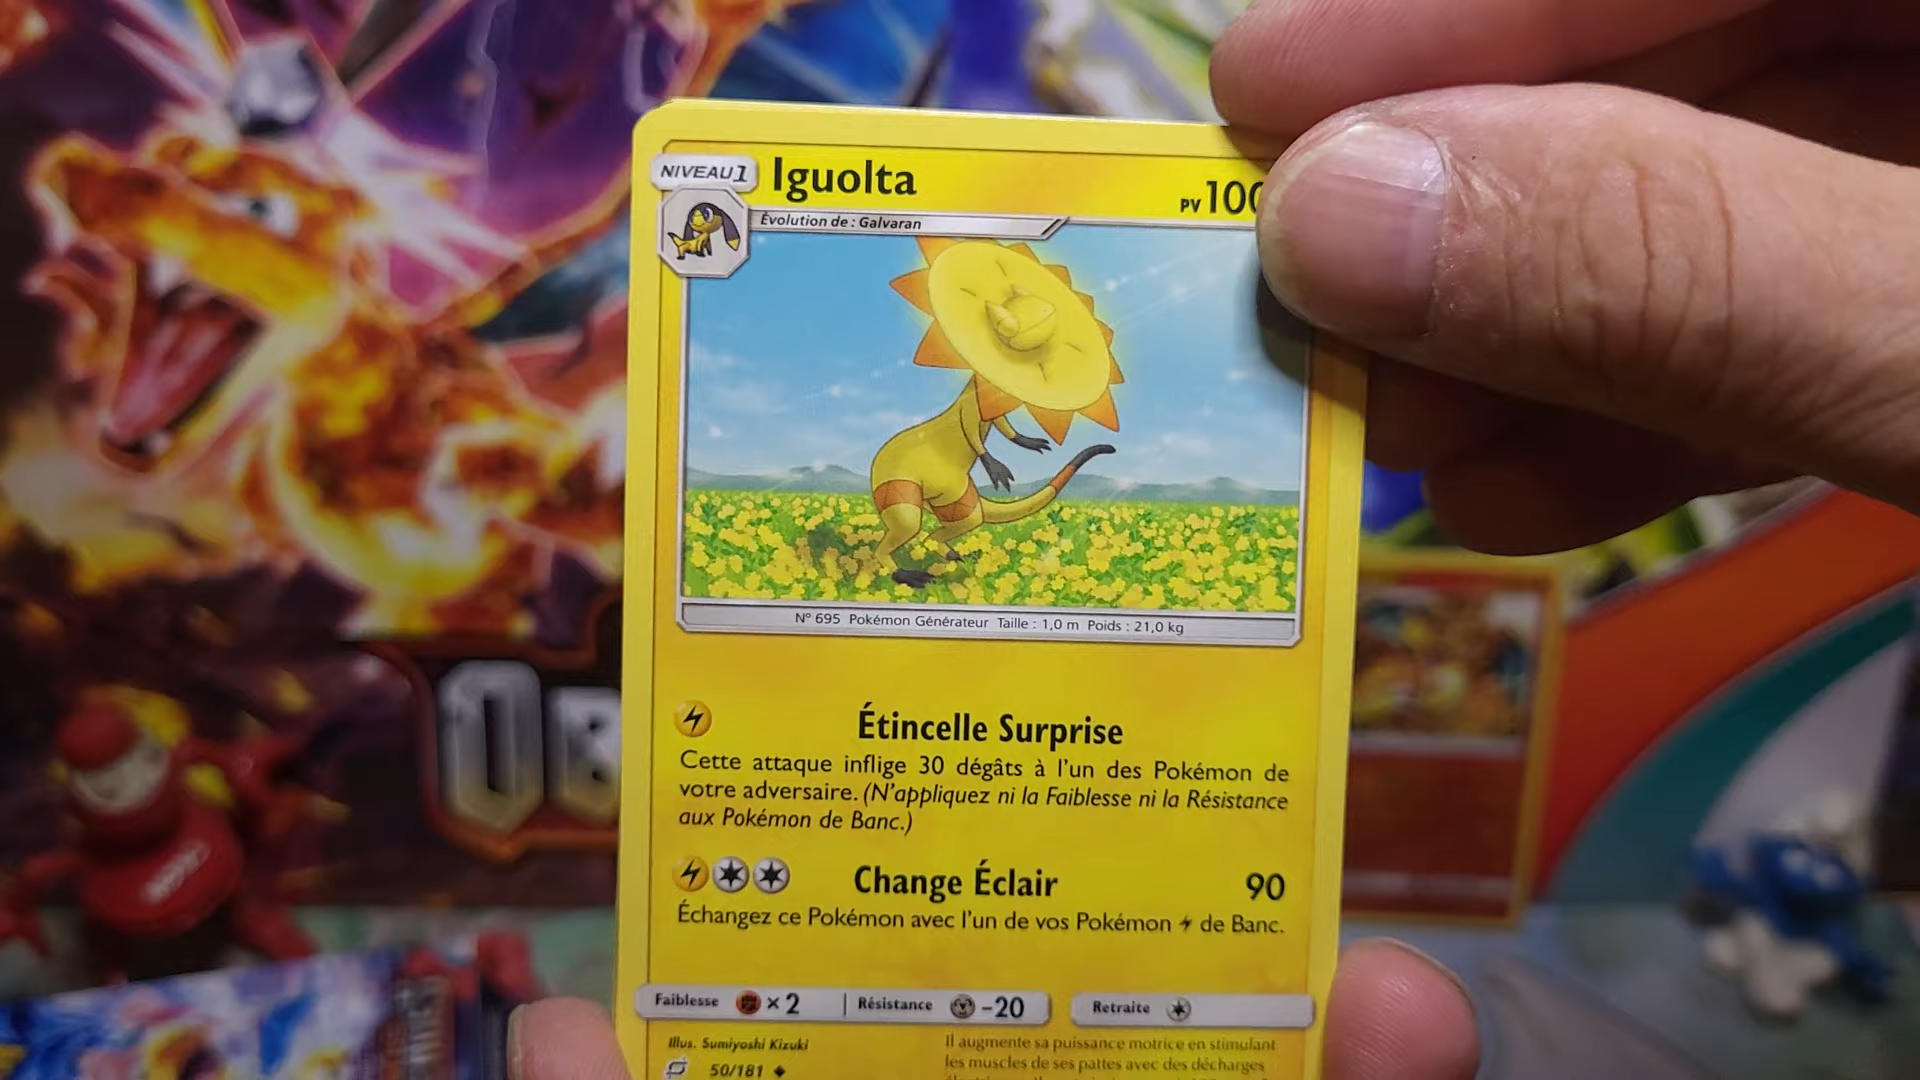 NIVEAU 1
Iguolta
PV 100
Évolution de : Galvaran
N° 695 Pokémon Générateur Taille : 1,0 m Poids : 21,0 kg
Étincelle Surprise
Cette attaque inflige 30 dégâts à l'un des Pokémon de
votre adversaire. (N'appliquez ni la Faiblesse ni la Résistance
aux Pokémon de Banc.)
Change Éclair 90
Échangez ce Pokémon avec l'un de vos Pokémon de Banc.
Faiblesse ×2 Résistance -20 Retraite
Illus. Sumiyoshi Kizuki
50/181
Il augmente sa puissance motrice en stimulant
les muscles de ses pattes avec des décharges
OB